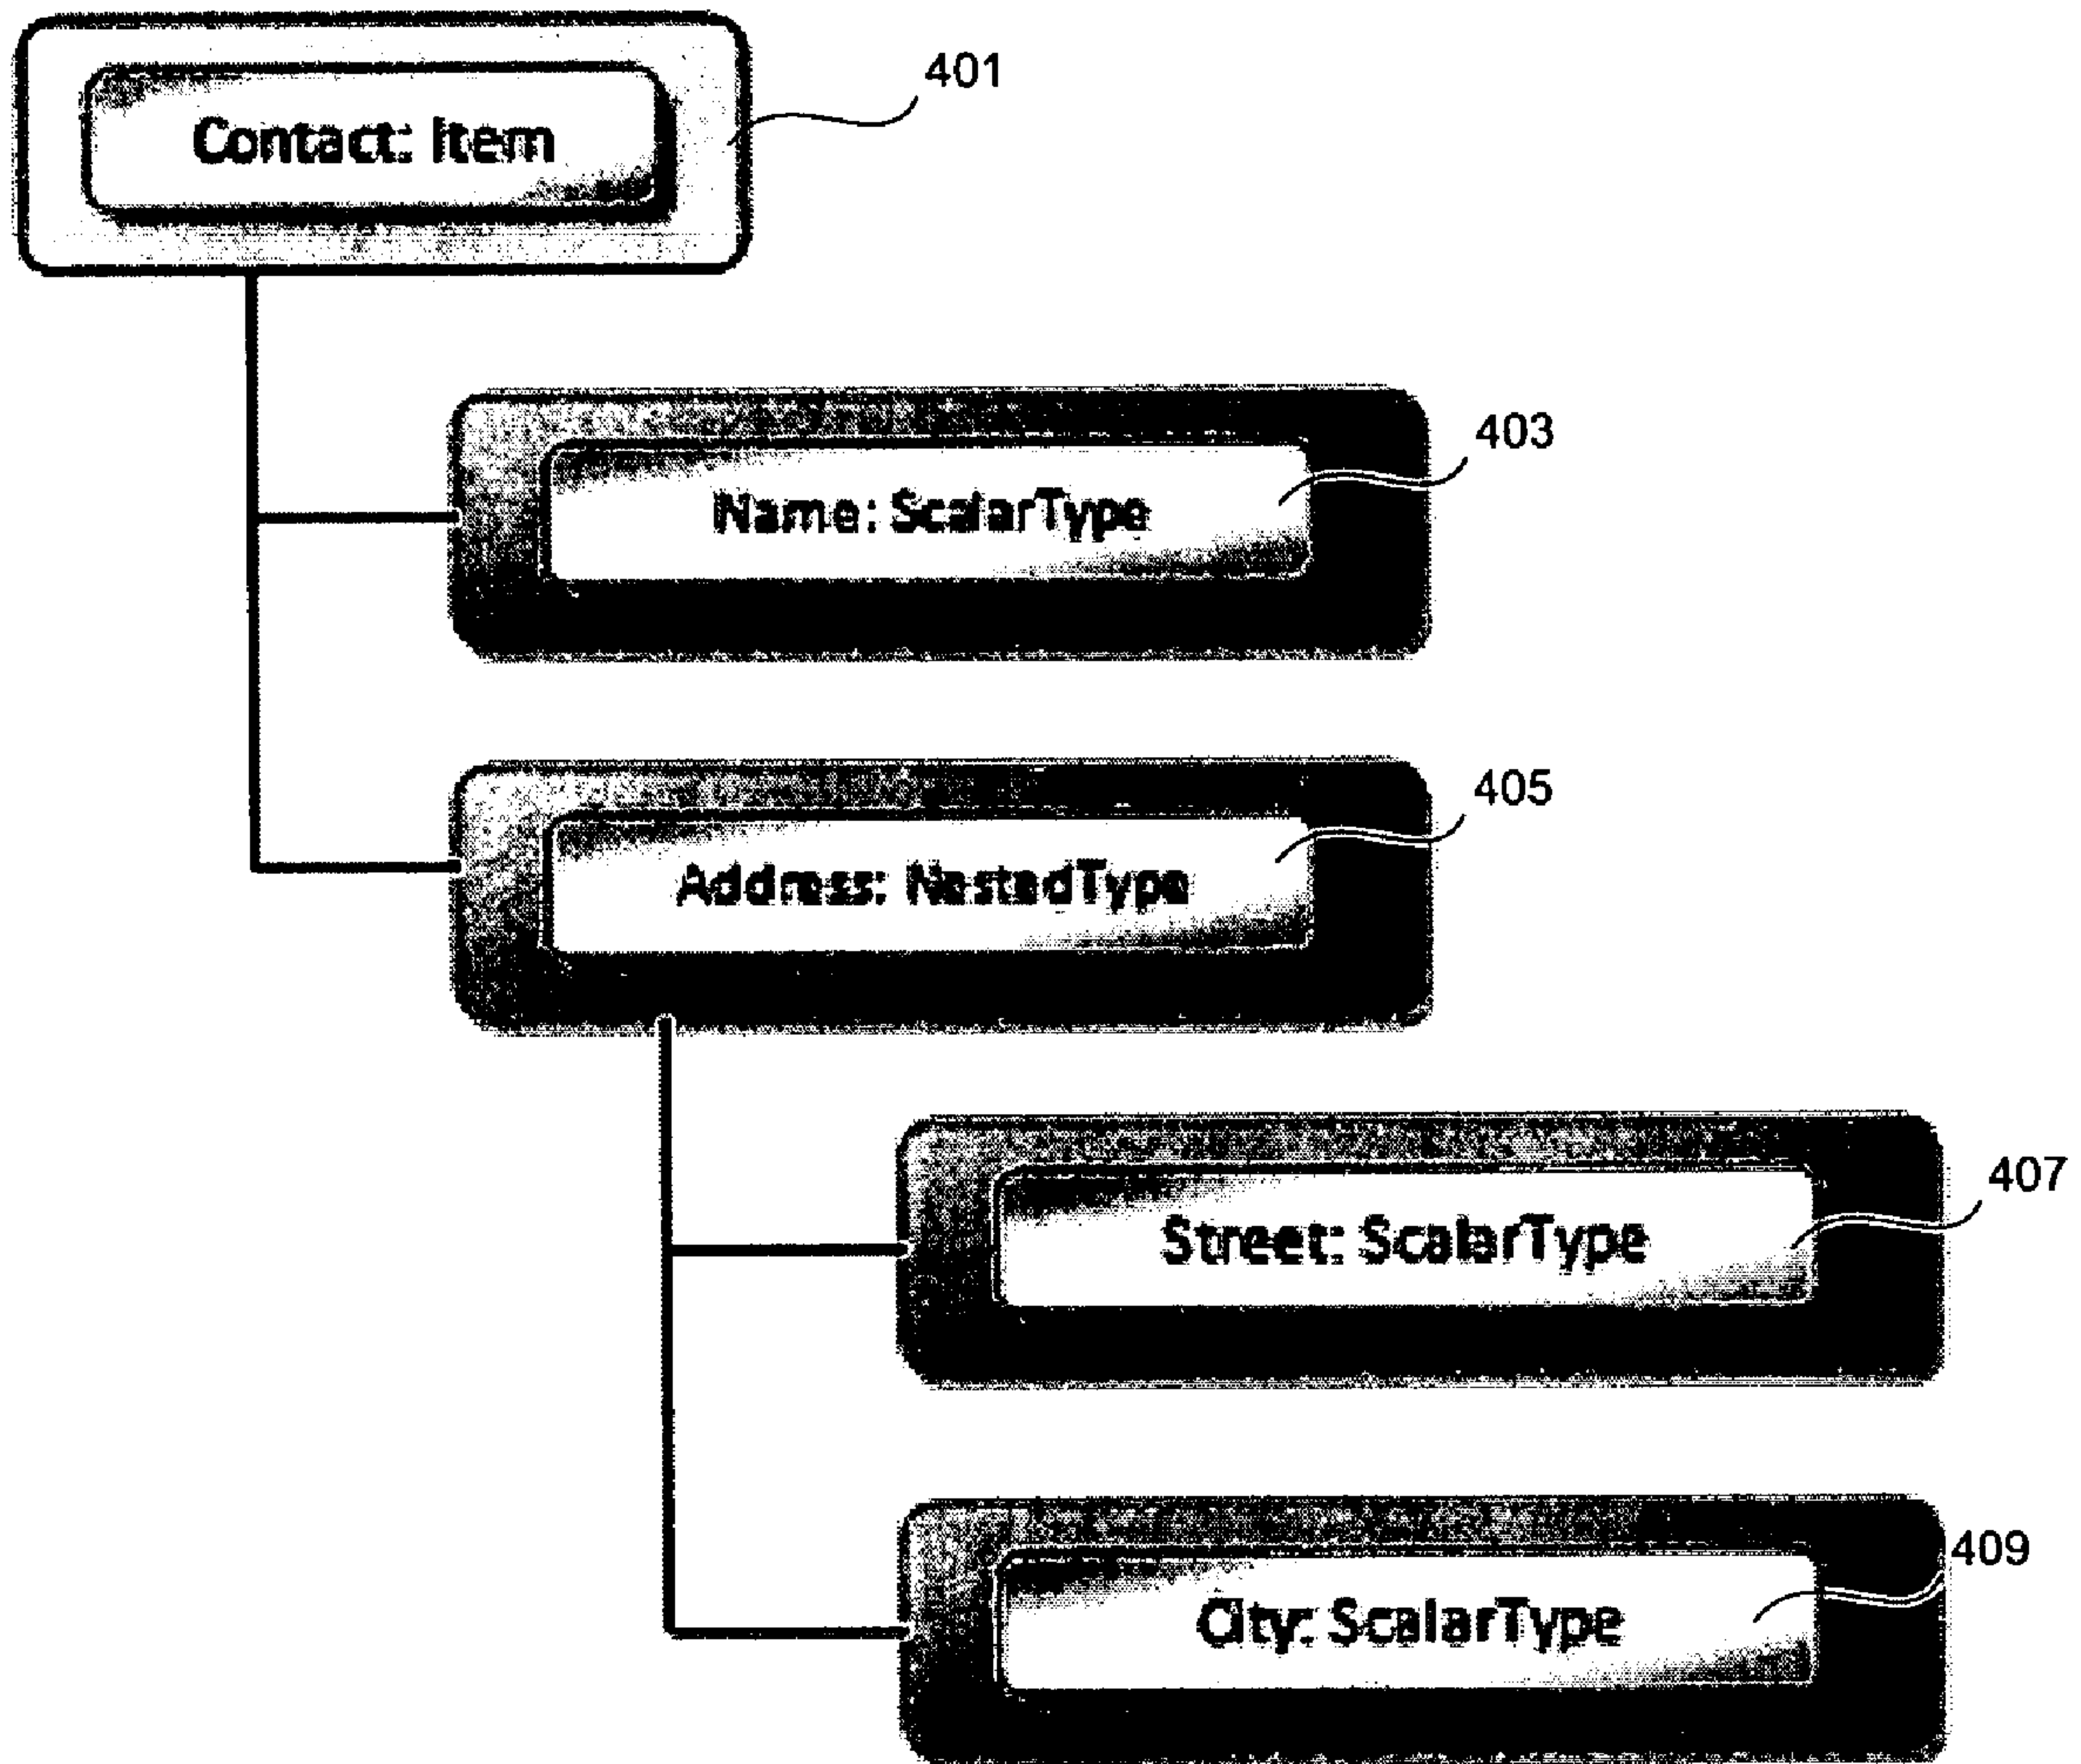 401
Contact: Item
403
Name: ScalarType
405
Address: NestedType
407
Street: ScalarType
409
City: ScalarType